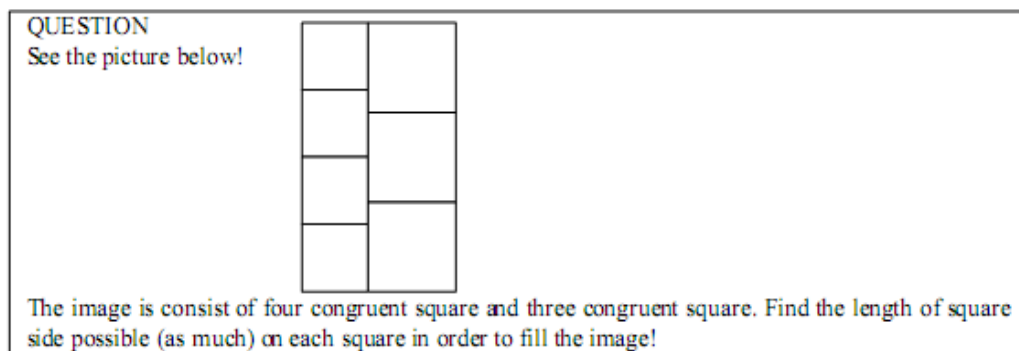 QUESTION
See the picture below!
The image is consist of four congruent square and three congruent square. Find the length of square
side possible (as much) on each square in order to fill the image!